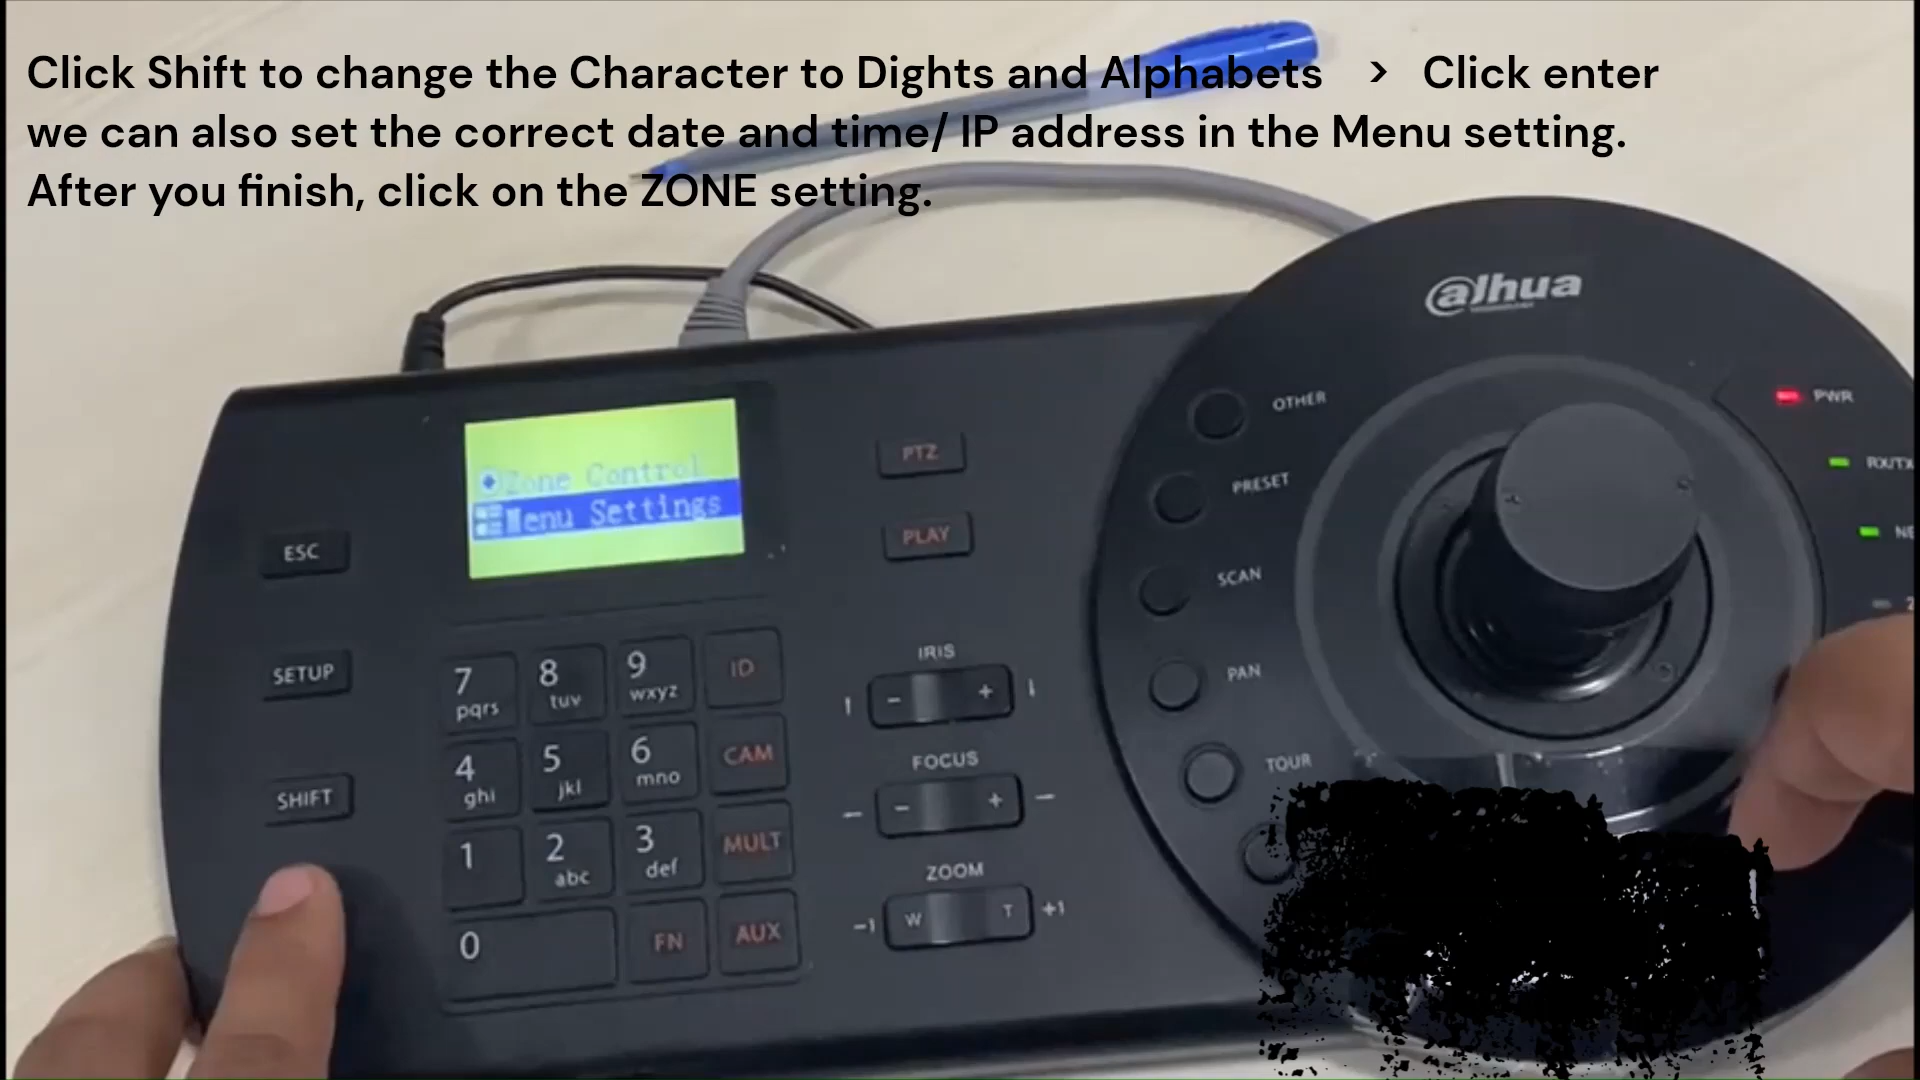 Click Shift to change the Character to Dights and Alphabets > Click enter
we can also set the correct date and time/ IP address in the Menu setting.
After you finish, click on the ZONE setting.
alhua
OTHER
PWR
PRESET
RX/TX
SCAN
PAN
TOUR
Zone Control
Menu Settings
PTZ
PLAY
ESC
SETUP
SHIFT
7 pqrs
8 tuv
9 wxyz
ID
4 ghi
5 jkl
6 mno
CAM
1
2 abc
3 def
MULT
0
FN
AUX
IRIS
- +
FOCUS
- +
ZOOM
-1 W T +1